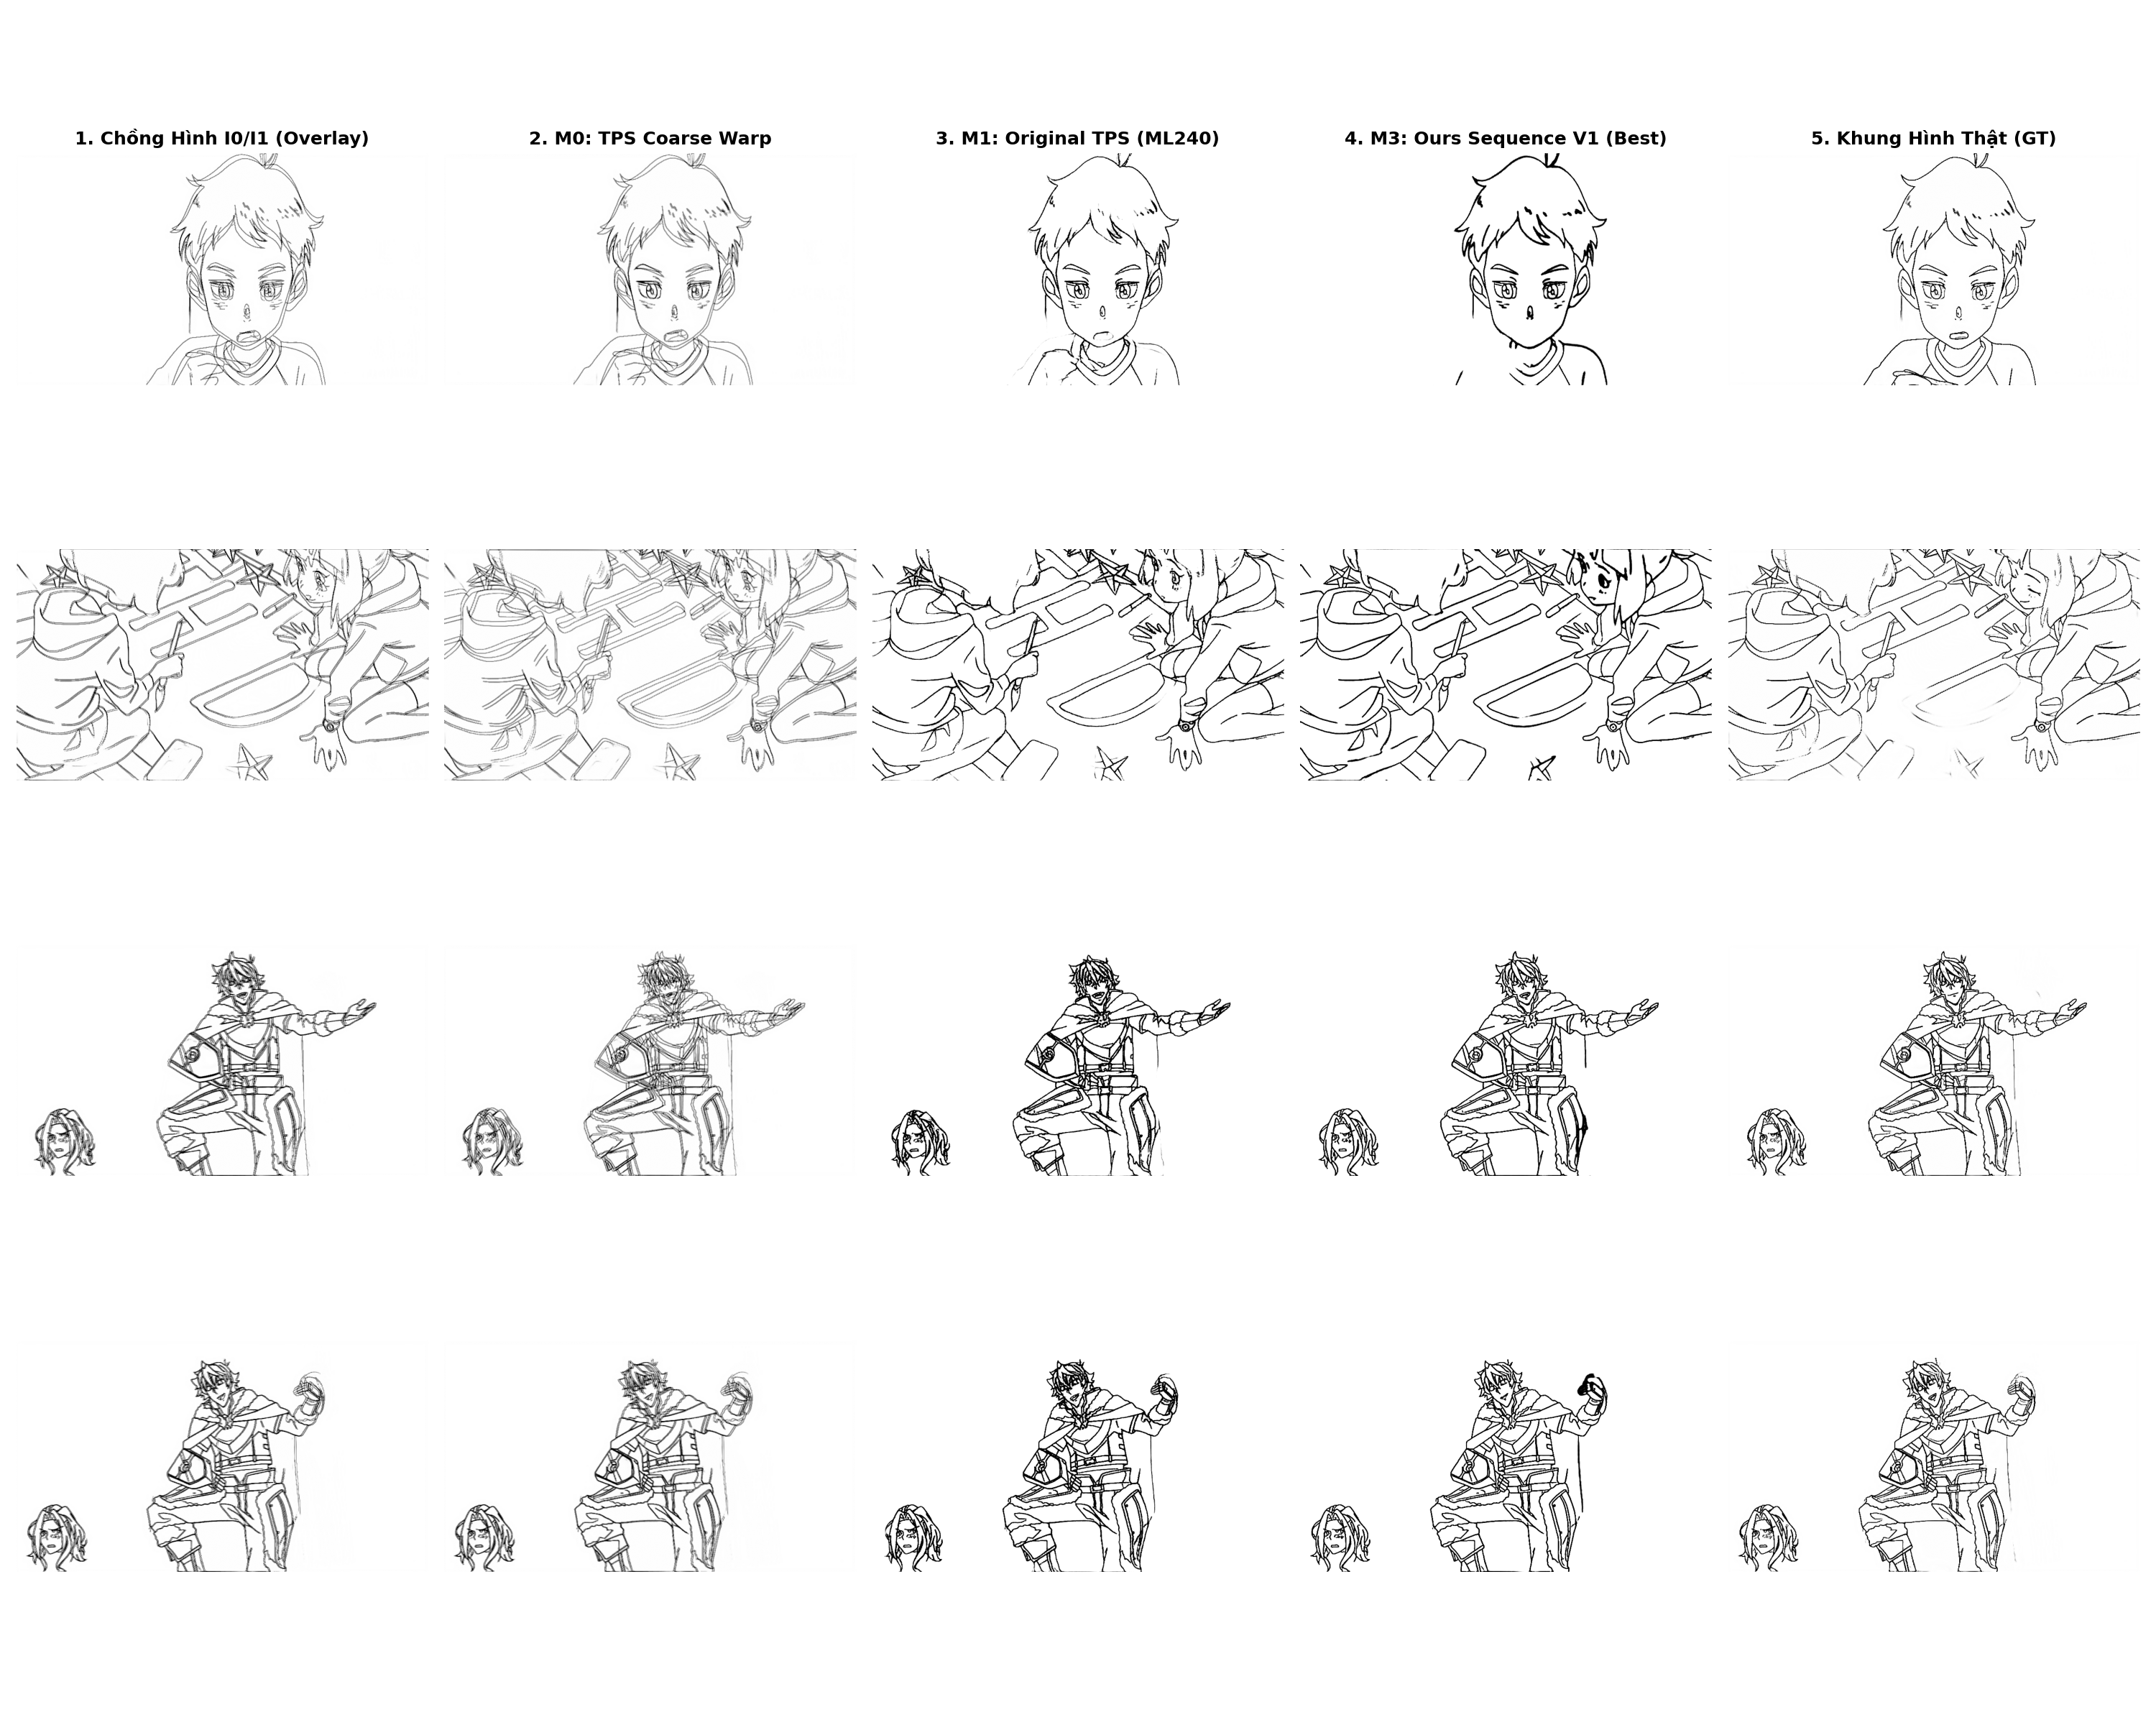 1. Chồng Hình I0/I1 (Overlay)
2. M0: TPS Coarse Warp
3. M1: Original TPS (ML240)
4. M3: Ours Sequence V1 (Best)
5. Khung Hình Thật (GT)